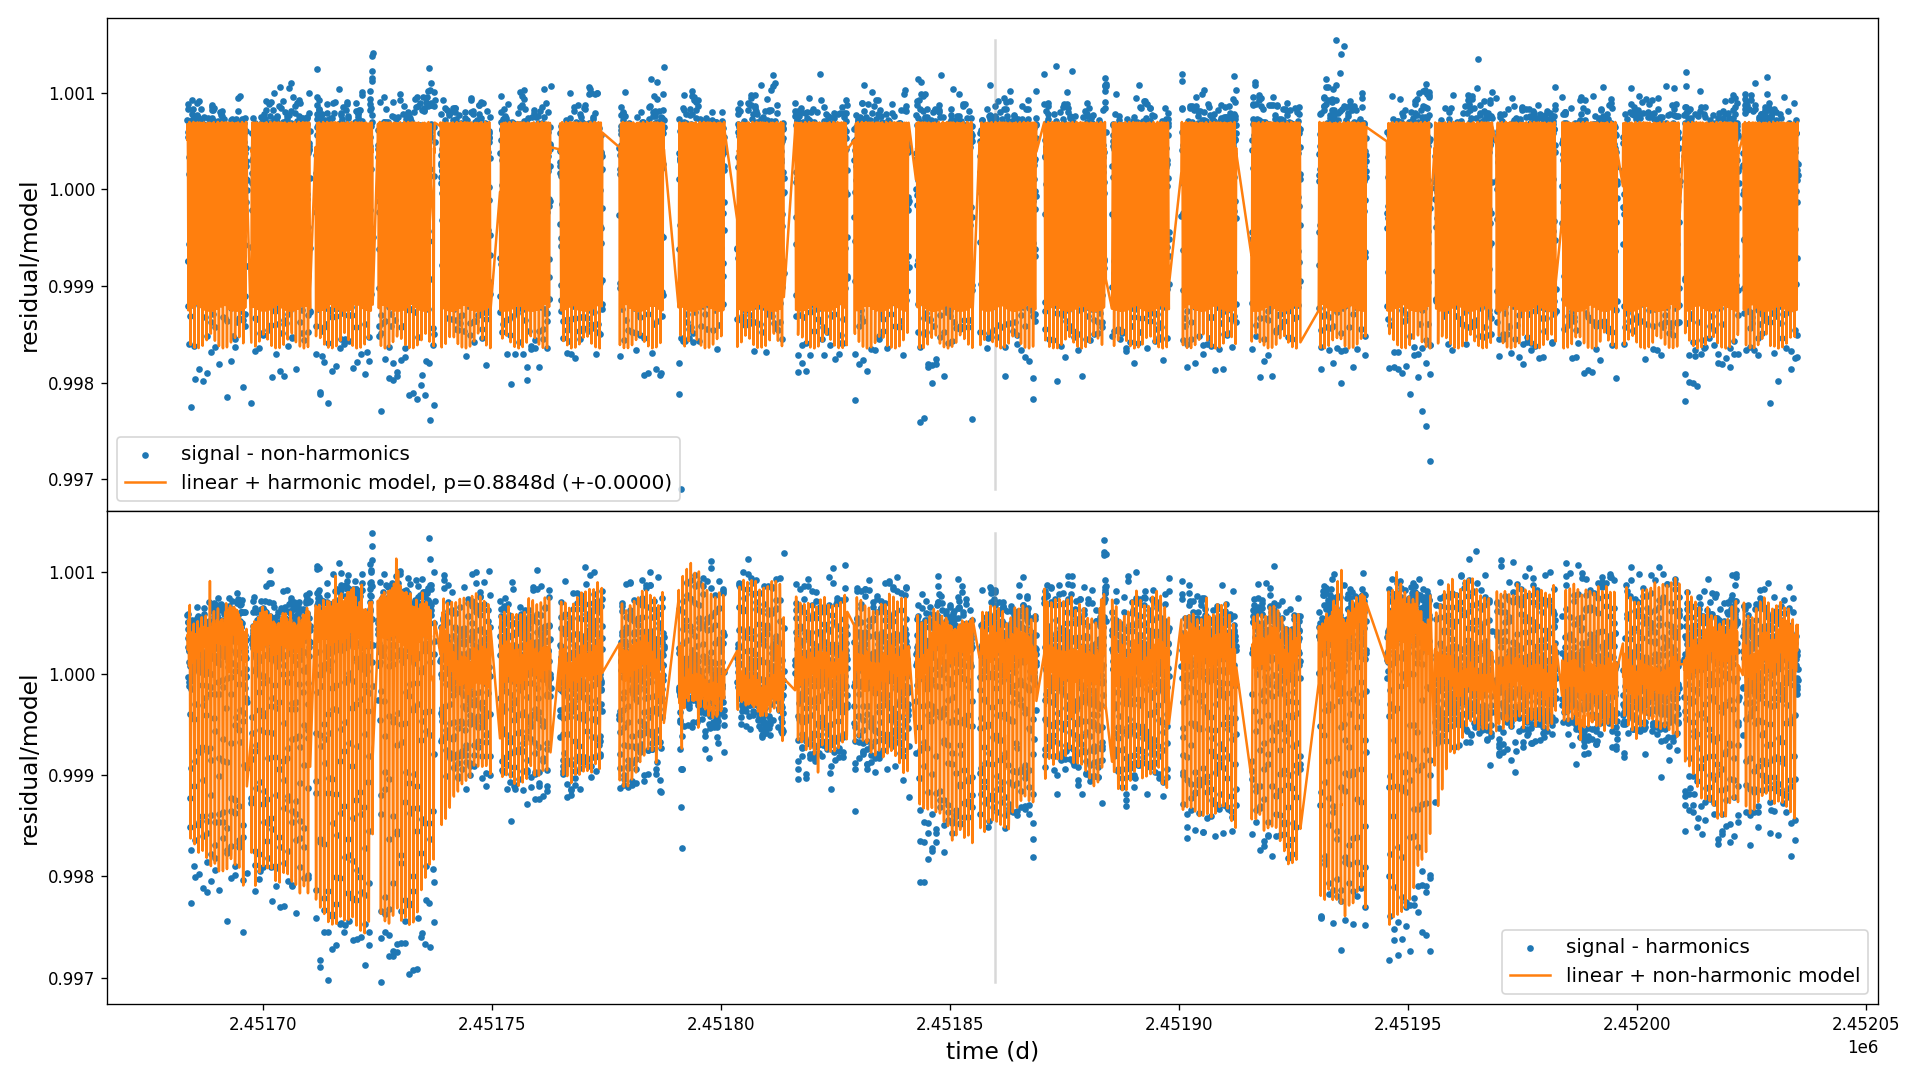 residual/model
1.001
1.000
0.999
0.998
0.997
signal - non-harmonics
linear + harmonic model, p=0.8848d (+-0.0000)
residual/model
1.001
1.000
0.999
0.998
0.997
signal - harmonics
linear + non-harmonic model
2.45170
2.45175
2.45180
2.45185
2.45190
2.45195
2.45200
2.45205
1e6
time (d)